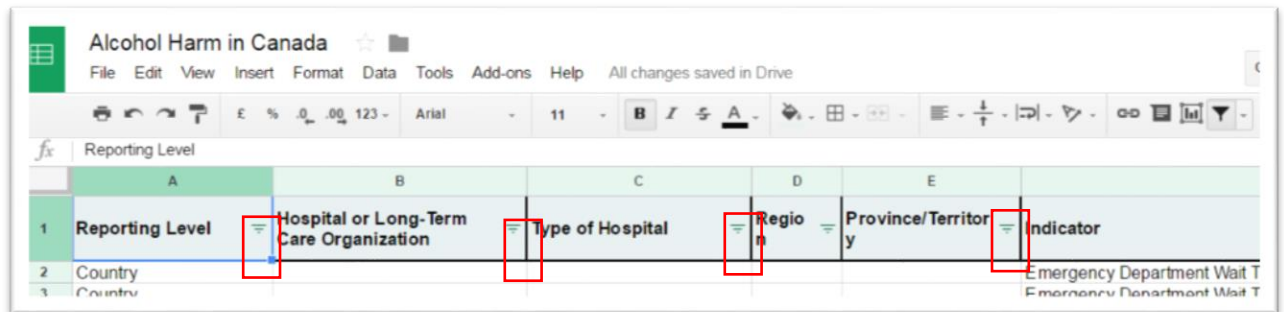 Alcohol Harm in Canada
File Edit View Insert Format Data Tools Add-ons Help All changes saved in Drive
£ % .0 .00 123 Arial 11 B I S A
fx Reporting Level
A B C D E
1 Reporting Level Hospital or Long-Term Type of Hospital Regio Province/Territor Indicator
Care Organization n y
2 Country Emergency Department Wait T
3 Country Emergency Department Wait T